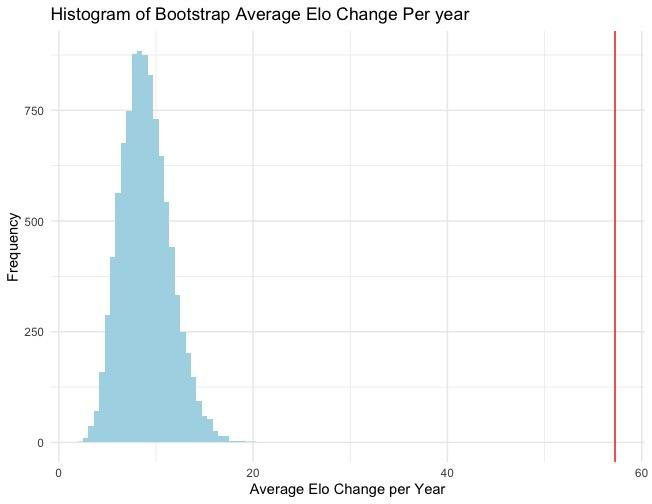 Histogram of Bootstrap Average Elo Change Per year
Frequency
750
500
250
0
0 20 40 60
Average Elo Change per Year